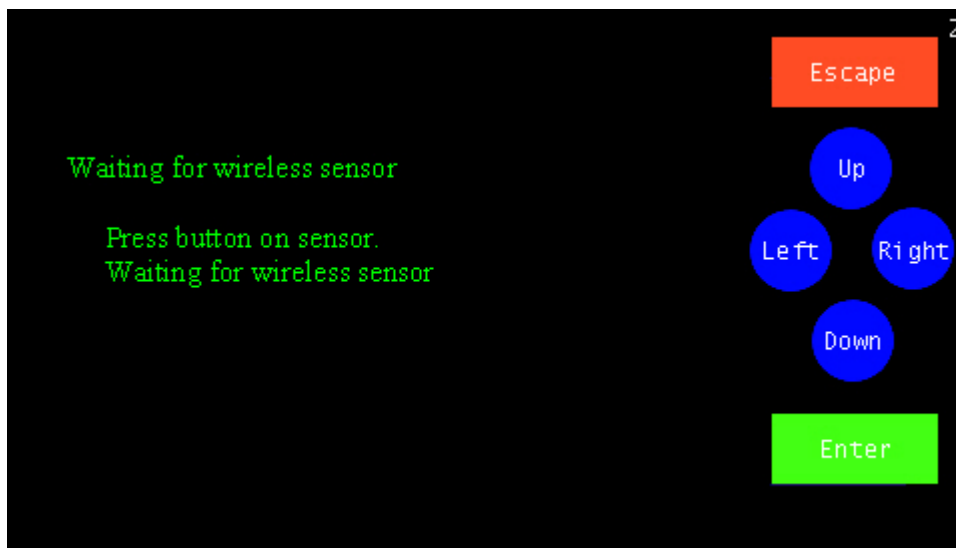 Waiting for wireless sensor
Press button on sensor.
Waiting for wireless sensor
Escape
Up
Left Right
Down
Enter